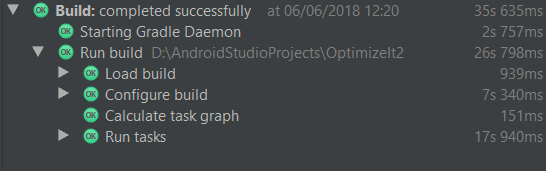 OK Build: completed successfully at 06/06/2018 12:20 35s 635ms
OK Starting Gradle Daemon 2s 757ms
OK Run build D:\AndroidStudioProjects\OptimizeIt2 26s 798ms
OK Load build 939ms
OK Configure build 7s 340ms
OK Calculate task graph 151ms
OK Run tasks 17s 940ms